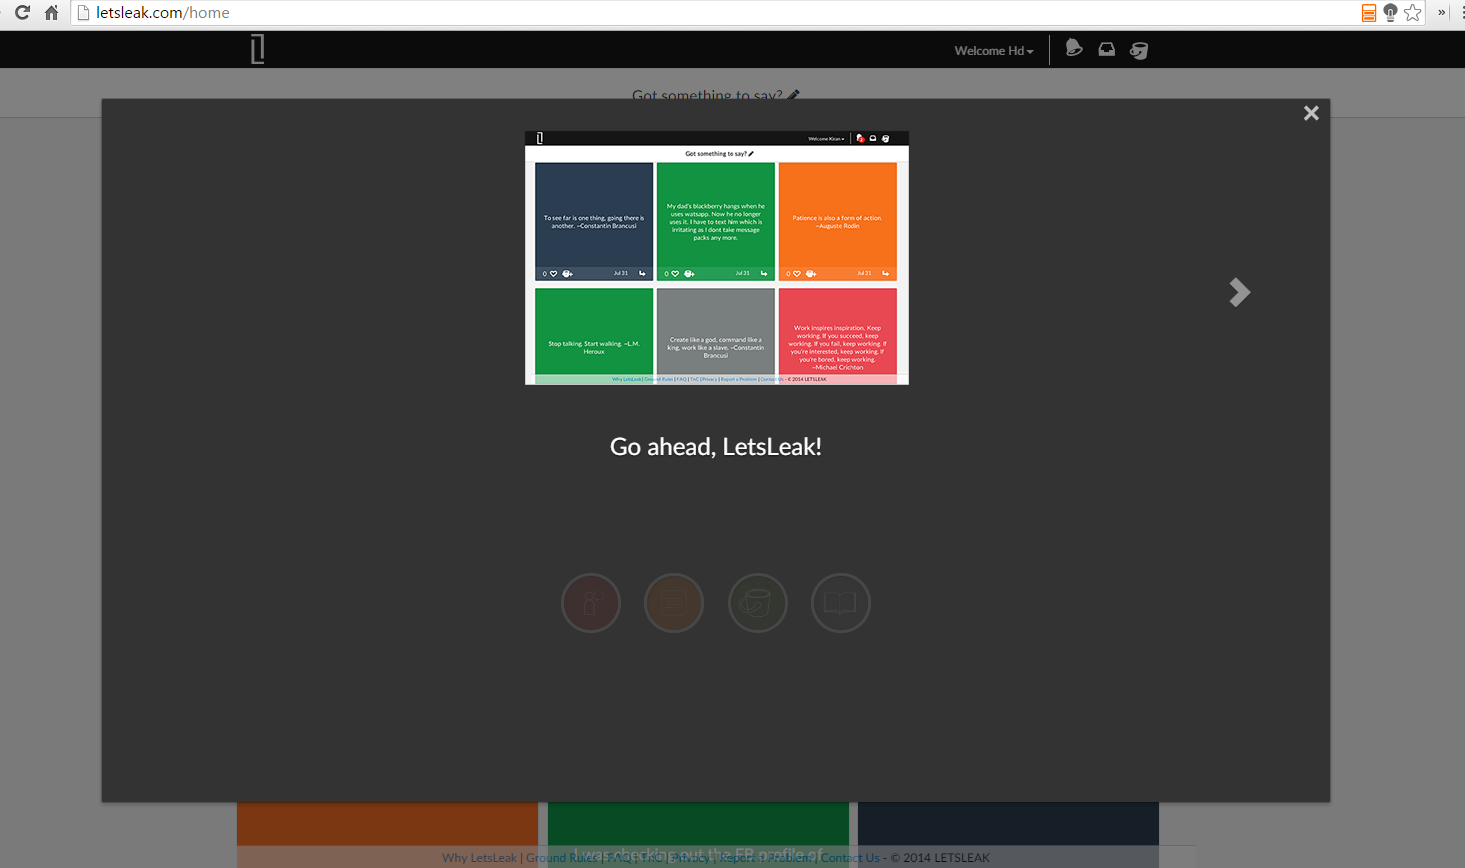 letsleak.com/home
Welcome Hd
Got something to say?
Welcome Kiran
Got something to say?
To see far is one thing, going there is
another. ~Constantin Brancusi
0
Jul 31
My dad's blackberry hangs when he
uses watsapp. Now he no longer
uses it. I have to text him which is
irritating as I dont take message
packs any more.
0
Jul 31
Patience is also a form of action.
~Auguste Rodin
0
Jul 31
Stop talking. Start walking. ~L.M.
Heroux
Create like a god, command like a
king, work like a slave. ~Constantin
Brancusi
Work inspires inspiration. Keep
working. If you succeed, keep
working. If you fail, keep working. If
you're interested, keep working. If
you're bored, keep working.
~Michael Crichton
Why LetsLeak | Ground Rules | FAQ | TnC | Privacy | Report a Problem | Contact Us - © 2014 LETSLEAK
Go ahead, LetsLeak!
I was checking out the FB profile of
Why LetsLeak | Ground Rules | FAQ | TnC | Privacy | Report a Problem | Contact Us - © 2014 LETSLEAK